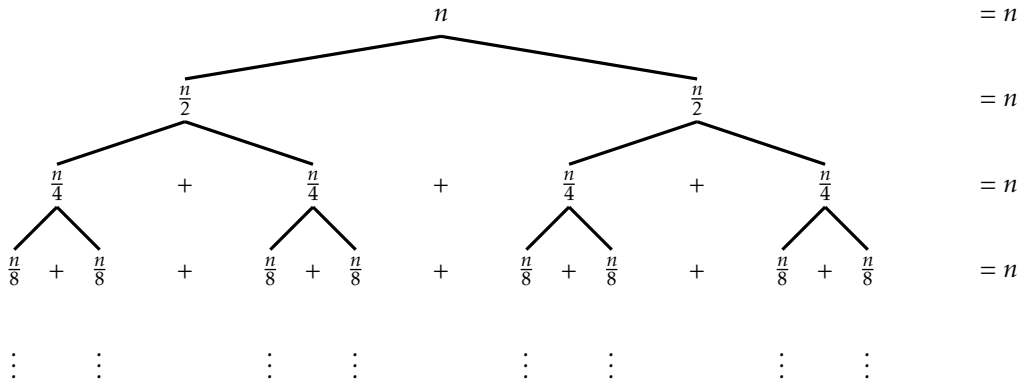 n = n
n/2 n/2 = n
n/4 + n/4 + n/4 + n/4 = n
n/8 + n/8 + n/8 + n/8 + n/8 + n/8 + n/8 + n/8 = n
⋮ ⋮ ⋮ ⋮ ⋮ ⋮ ⋮ ⋮